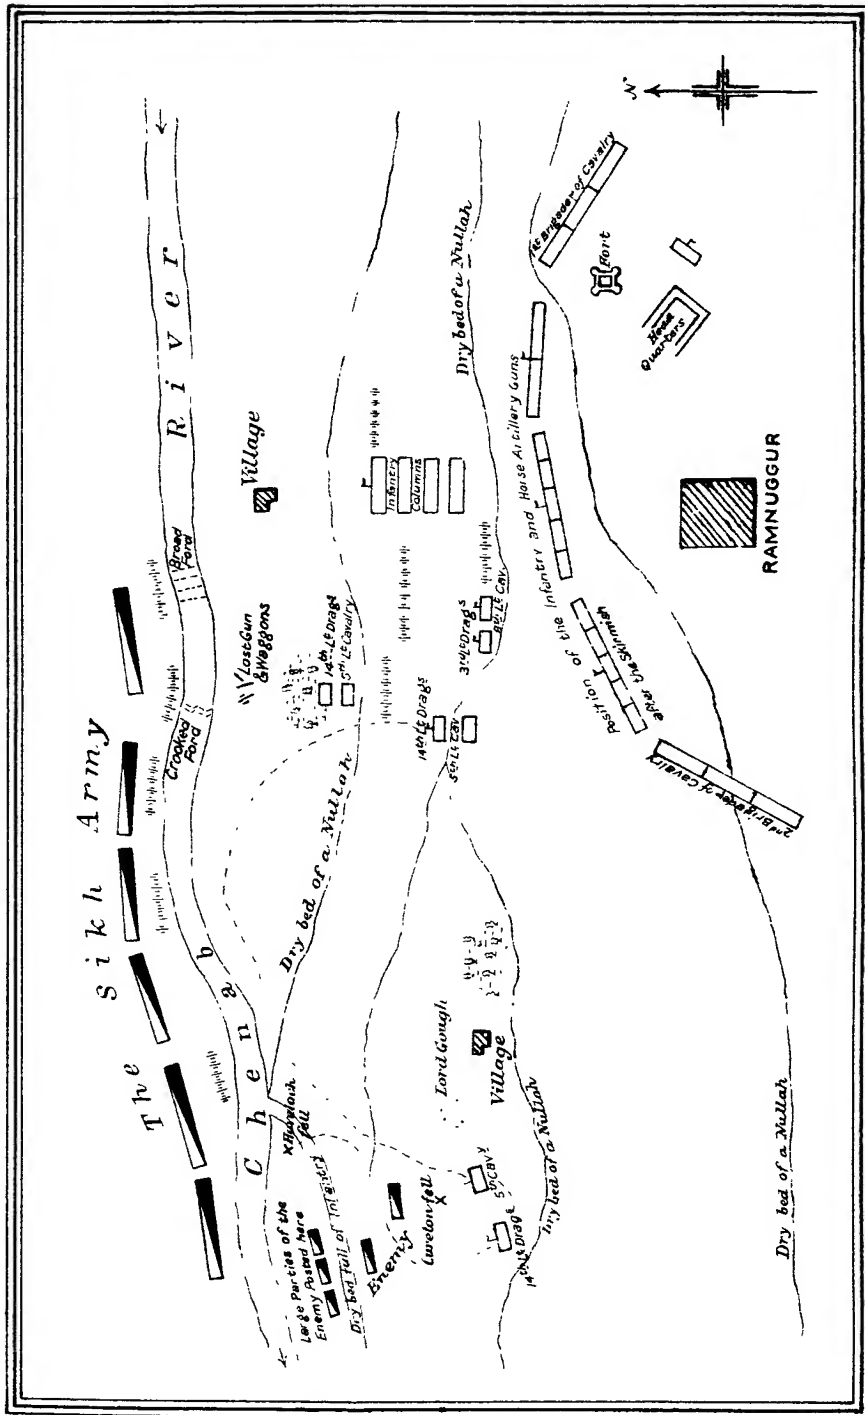 The Sikh Army
Chenab River
Large Parties of the
Enemy Posted here
Dry bed full of Infantry
Enemy
Havelock
fell
Cureton fell
Crooked
Ford
Broad
Ford
Lost Gun
& Waggons
Village
14th Lt Drags
5th Lt Cavalry
Dry bed of a Nullah
Infantry
Columns
14th Lt Drags
5th Lt Cav.
3rd Lt Drags
8th Lt Cav.
Dry bed of a Nullah
Lord Gough
Village
5th Cavy
14th Lt Drags
Dry bed of a Nullah
1st Brigade of Cavalry
Position of the Infantry and Horse Artillery Guns
after the Skirmish
2nd Brigade of Cavalry
Fort
Head
Quarters
RAMNUGGUR
Dry bed of a Nullah
N